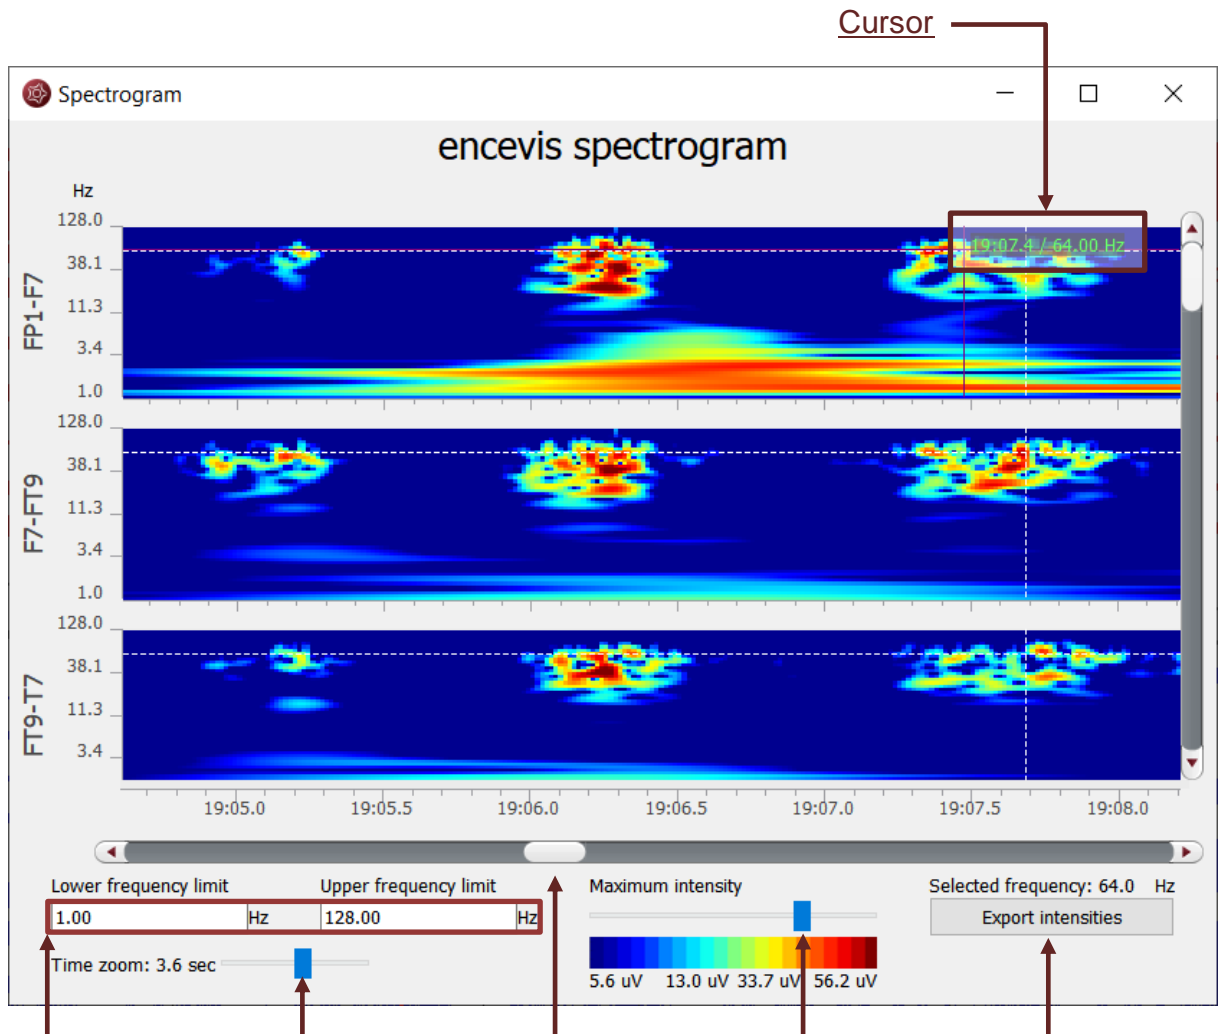 Cursor
Spectrogram
encevis spectrogram
Hz
128.0
19:07.4 / 64.00 Hz
38.1
11.3
3.4
1.0
FP1-F7
128.0
38.1
11.3
3.4
1.0
F7-FT9
128.0
38.1
11.3
3.4
FT9-T7
19:05.0 19:05.5 19:06.0 19:06.5 19:07.0 19:07.5 19:08.0
Lower frequency limit Upper frequency limit Maximum intensity Selected frequency: 64.0 Hz
1.00 Hz 128.00 Hz Export intensities
Time zoom: 3.6 sec
5.6 uV 13.0 uV 33.7 uV 56.2 uV